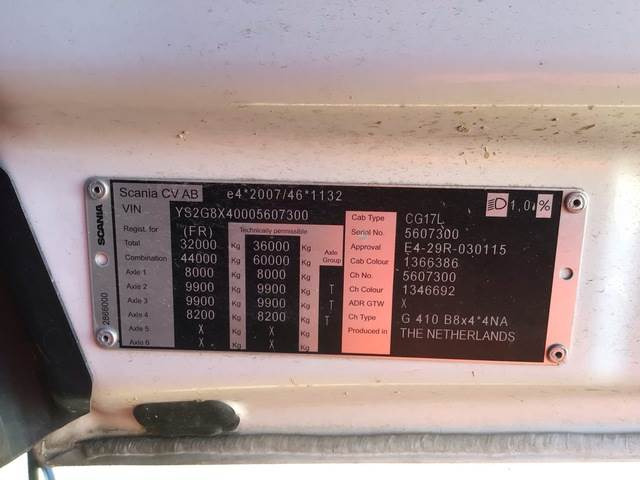 Scania CV AB e4*2007/46*1132
VIN YS2G8X40005607300
Regist. for (FR) Technically permissible
Total 32000 Kg 36000 Kg Axle Group
Combination 44000 Kg 60000 Kg
Axle 1 8000 Kg 8000 Kg
Axle 2 9900 Kg 9900 Kg T
Axle 3 9900 Kg 9900 Kg T
Axle 4 8200 Kg 8200 Kg T
Axle 5 X Kg X Kg
Axle 6 X Kg X Kg
1,0%
Cab Type CG17L
Serial No. 5607300
Approval E4-29R-030115
Cab Colour 1366386
Ch No. 5607300
Ch Colour 1346692
ADR GTW X
Ch Type G 410 B8x4*4NA
Produced in THE NETHERLANDS
SCANIA
2866000